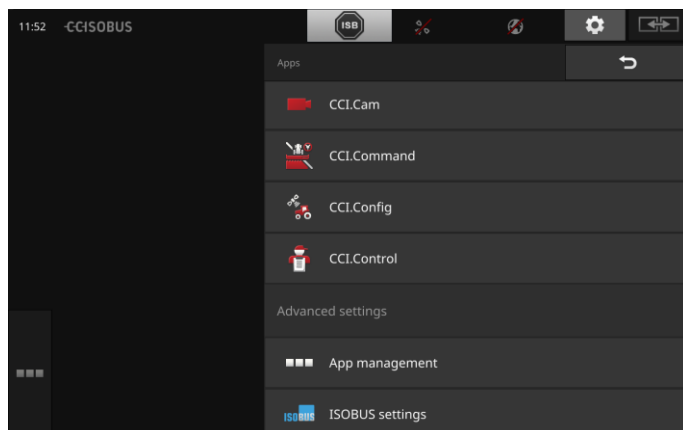 11:52 CCISOBUS ISB
Apps
CCI.Cam
CCI.Command
CCI.Config
CCI.Control
Advanced settings
App management
ISOBUS ISOBUS settings